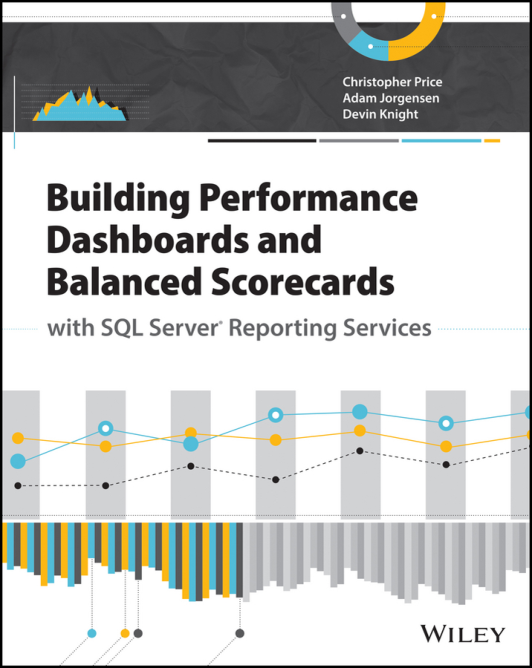 Christopher Price
Adam Jorgensen
Devin Knight
Building Performance
Dashboards and
Balanced Scorecards
with SQL Server® Reporting Services
WILEY